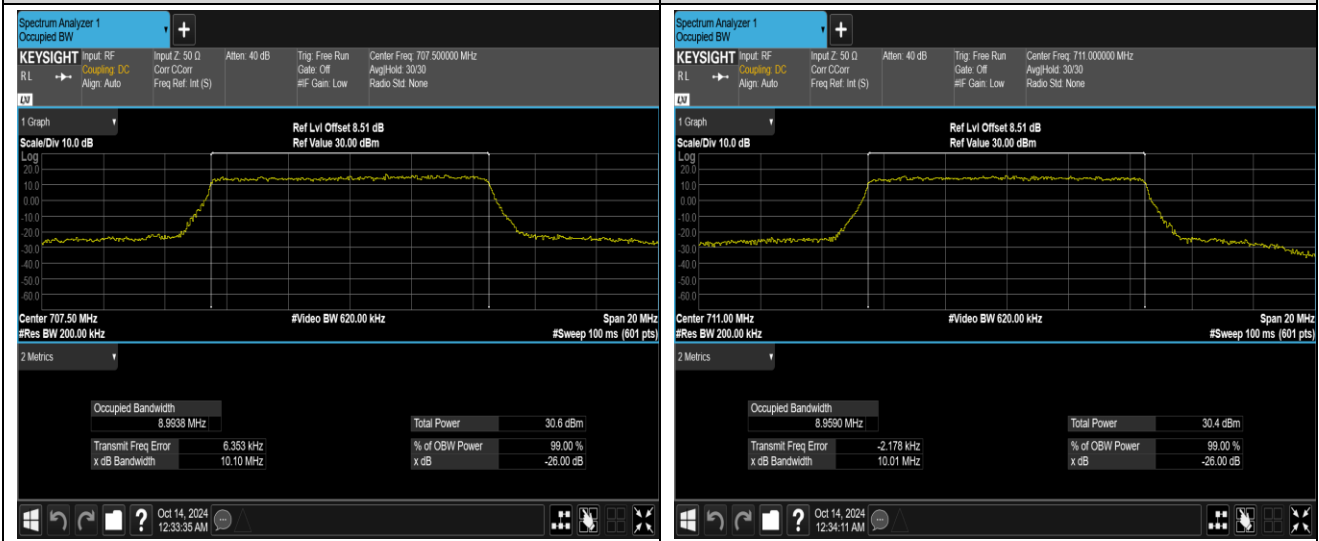 Spectrum Analyzer 1
Occupied BW
+
KEYSIGHT Input: RF Input Z: 50 Ω Atten: 40 dB Trig: Free Run Center Freq: 707.500000 MHz
RL Coupling: DC Corr CCorr Gate: Off Avg|Hold: 30/30
Align: Auto Freq Ref: Int (S) #IF Gain: Low Radio Std: None
LXI
1 Graph
Ref Lvl Offset 8.51 dB
Scale/Div 10.0 dB Ref Value 30.00 dBm
Log
20.0
10.0
0.00
-10.0
-20.0
-30.0
-40.0
-50.0
-60.0
Center 707.50 MHz #Video BW 620.00 kHz Span 20 MHz
#Res BW 200.00 kHz #Sweep 100 ms (601 pts)
2 Metrics
Occupied Bandwidth
8.9938 MHz Total Power 30.6 dBm
Transmit Freq Error 6.353 kHz % of OBW Power 99.00 %
x dB Bandwidth 10.10 MHz x dB -26.00 dB
? Oct 14, 2024
12:33:35 AM
Spectrum Analyzer 1
Occupied BW
+
KEYSIGHT Input: RF Input Z: 50 Ω Atten: 40 dB Trig: Free Run Center Freq: 711.000000 MHz
RL Coupling: DC Corr CCorr Gate: Off Avg|Hold: 30/30
Align: Auto Freq Ref: Int (S) #IF Gain: Low Radio Std: None
LXI
1 Graph
Ref Lvl Offset 8.51 dB
Scale/Div 10.0 dB Ref Value 30.00 dBm
Log
20.0
10.0
0.00
-10.0
-20.0
-30.0
-40.0
-50.0
-60.0
Center 711.00 MHz #Video BW 620.00 kHz Span 20 MHz
#Res BW 200.00 kHz #Sweep 100 ms (601 pts)
2 Metrics
Occupied Bandwidth
8.9590 MHz Total Power 30.4 dBm
Transmit Freq Error -2.178 kHz % of OBW Power 99.00 %
x dB Bandwidth 10.01 MHz x dB -26.00 dB
? Oct 14, 2024
12:34:11 AM